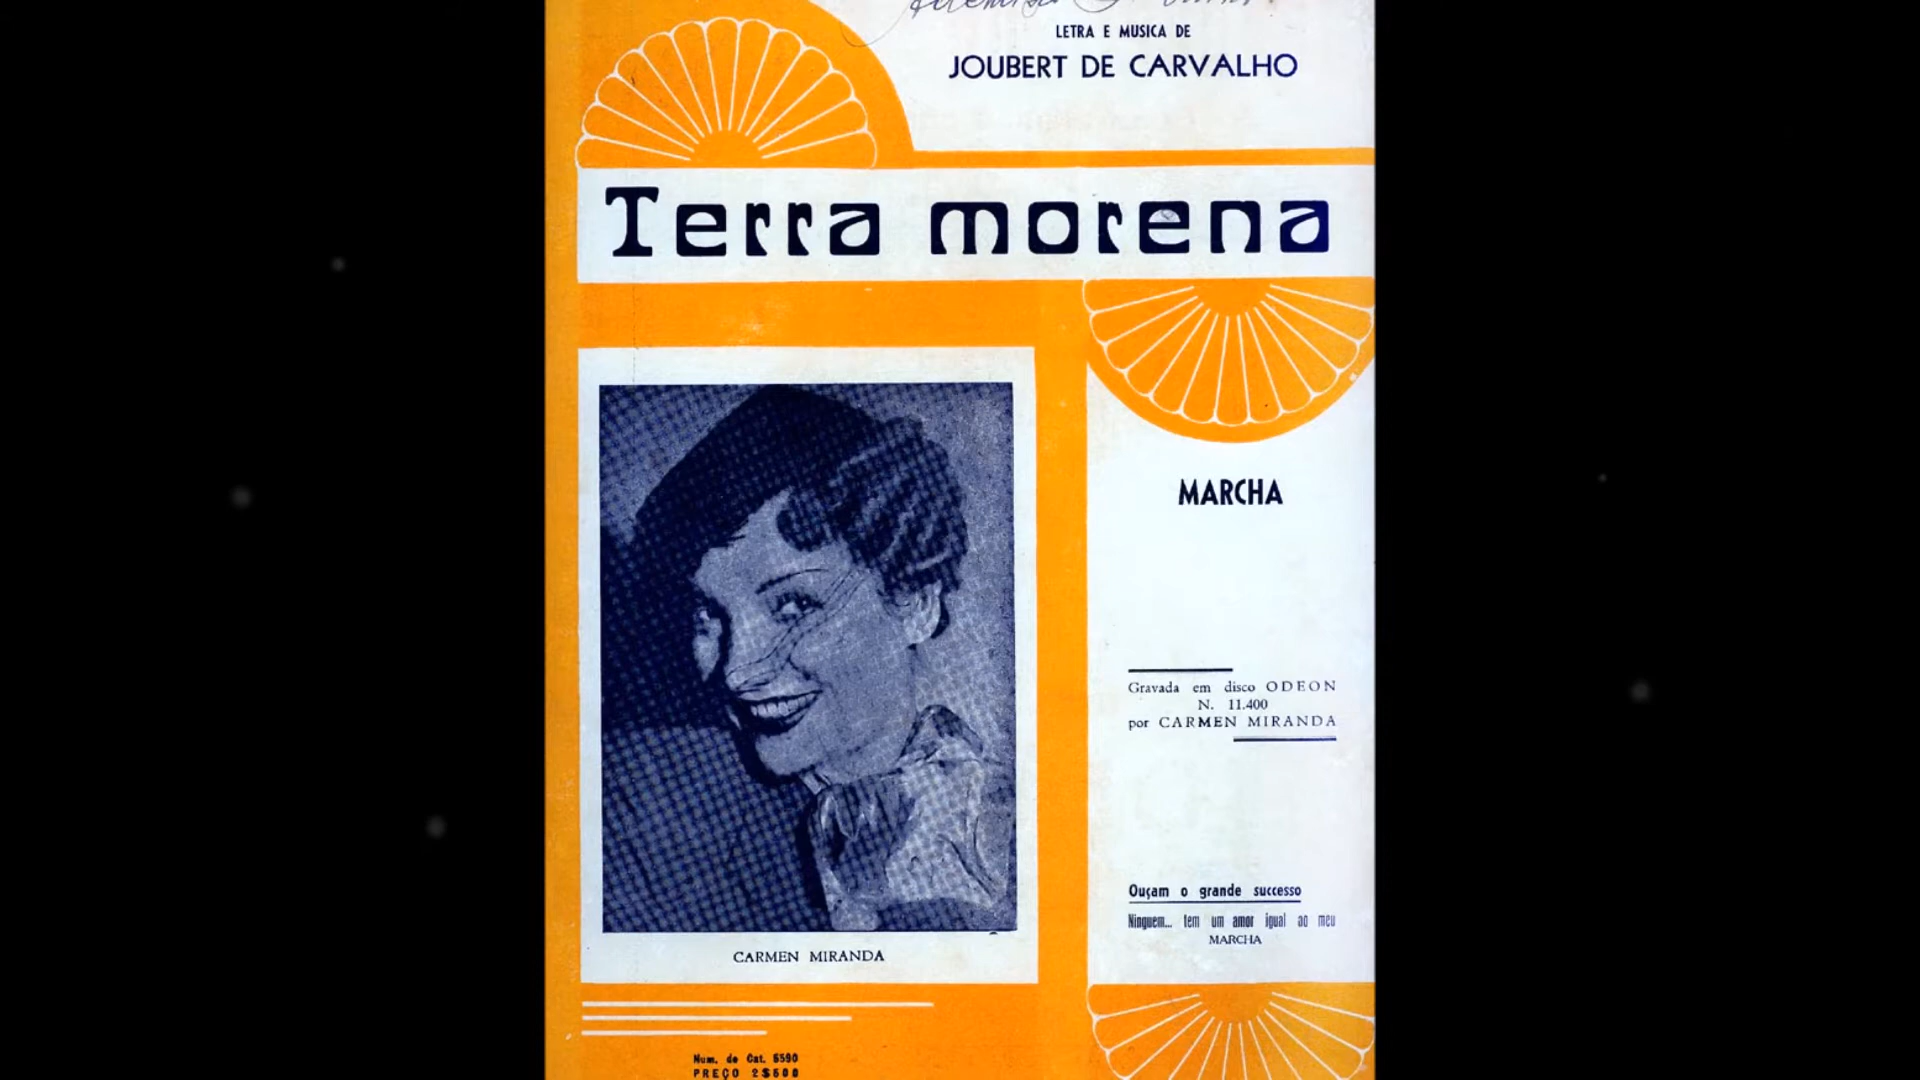 LETRA E MUSICA DE
JOUBERT DE CARVALHO
Terra morena
MARCHA
Gravada em disco ODEON
N. 11.400
por CARMEN MIRANDA
Ouçam o grande successo
Ninguem... tem um amor igual ao meu
MARCHA
CARMEN MIRANDA
Num. de Cat. 5590
PREÇO 2$500